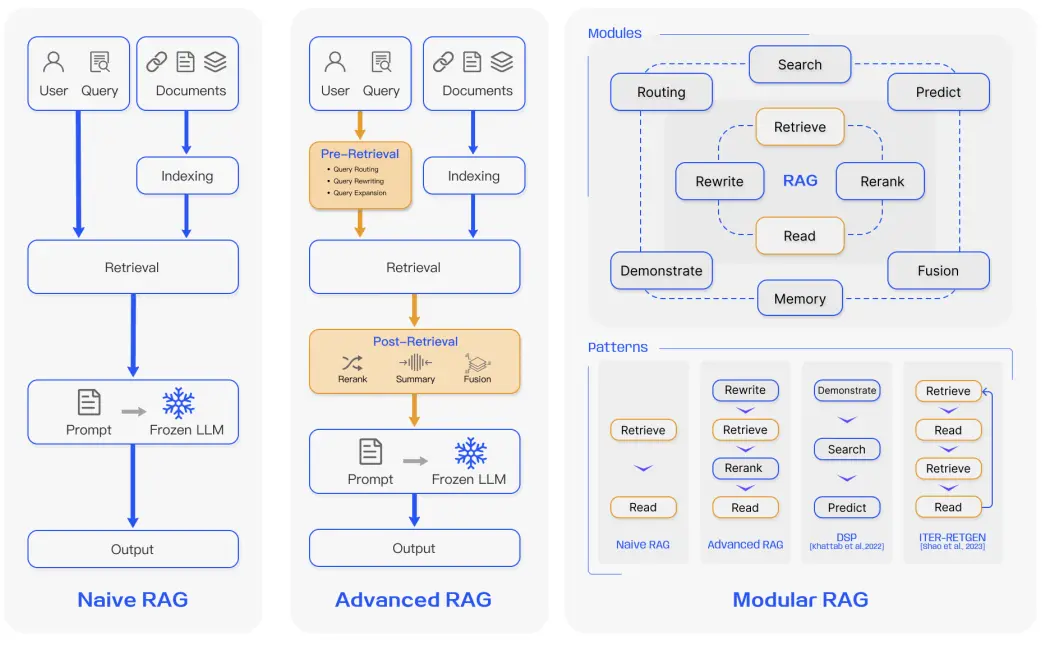 User Query
Documents
Indexing
Retrieval
Prompt
Frozen LLM
Output
Naive RAG
User Query
Documents
Pre-Retrieval
• Query Routing
• Query Rewriting
• Query Expansion
Indexing
Retrieval
Post-Retrieval
Rerank
Summary
Fusion
Prompt
Frozen LLM
Output
Advanced RAG
Modules
Search
Routing
Predict
Retrieve
Rewrite
RAG
Rerank
Read
Demonstrate
Fusion
Memory
Patterns
Retrieve
Read
Naive RAG
Rewrite
Retrieve
Rerank
Read
Advanced RAG
Demonstrate
Search
Predict
DSP
[Khattab et al.,2022]
Retrieve
Read
Retrieve
Read
ITER-RETGEN
[Shao et al., 2023]
Modular RAG